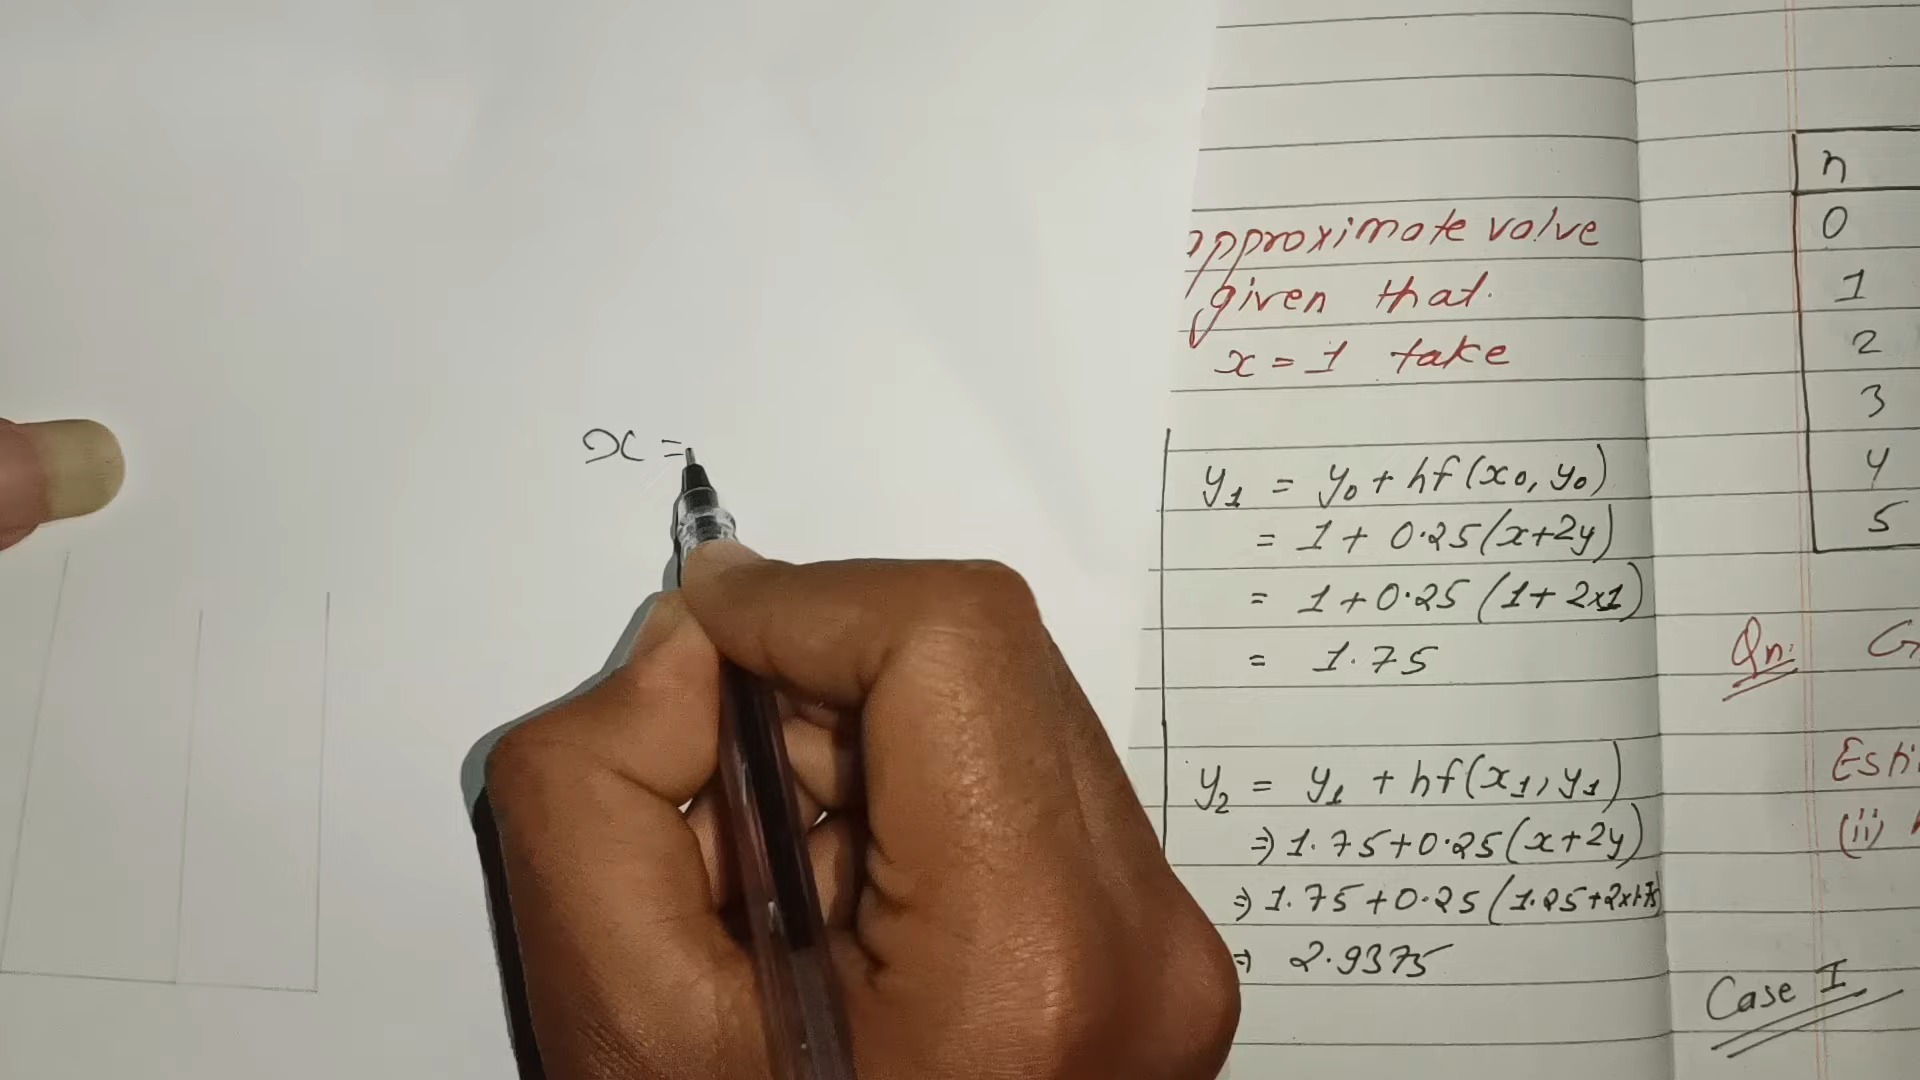 x =
approximate valve
given that.
x = 1 take
y1 = y0 + hf(x0, y0)
= 1 + 0.25(x+2y)
= 1 + 0.25 (1 + 2x1)
= 1.75
y2 = y1 + hf(x1, y1)
⇒ 1.75+0.25(x+2y)
⇒ 1.75+0.25(1.25+2x1.75)
⇒ 2.9375
n
0
1
2
3
4
5
Qn:
(ii)
Case I